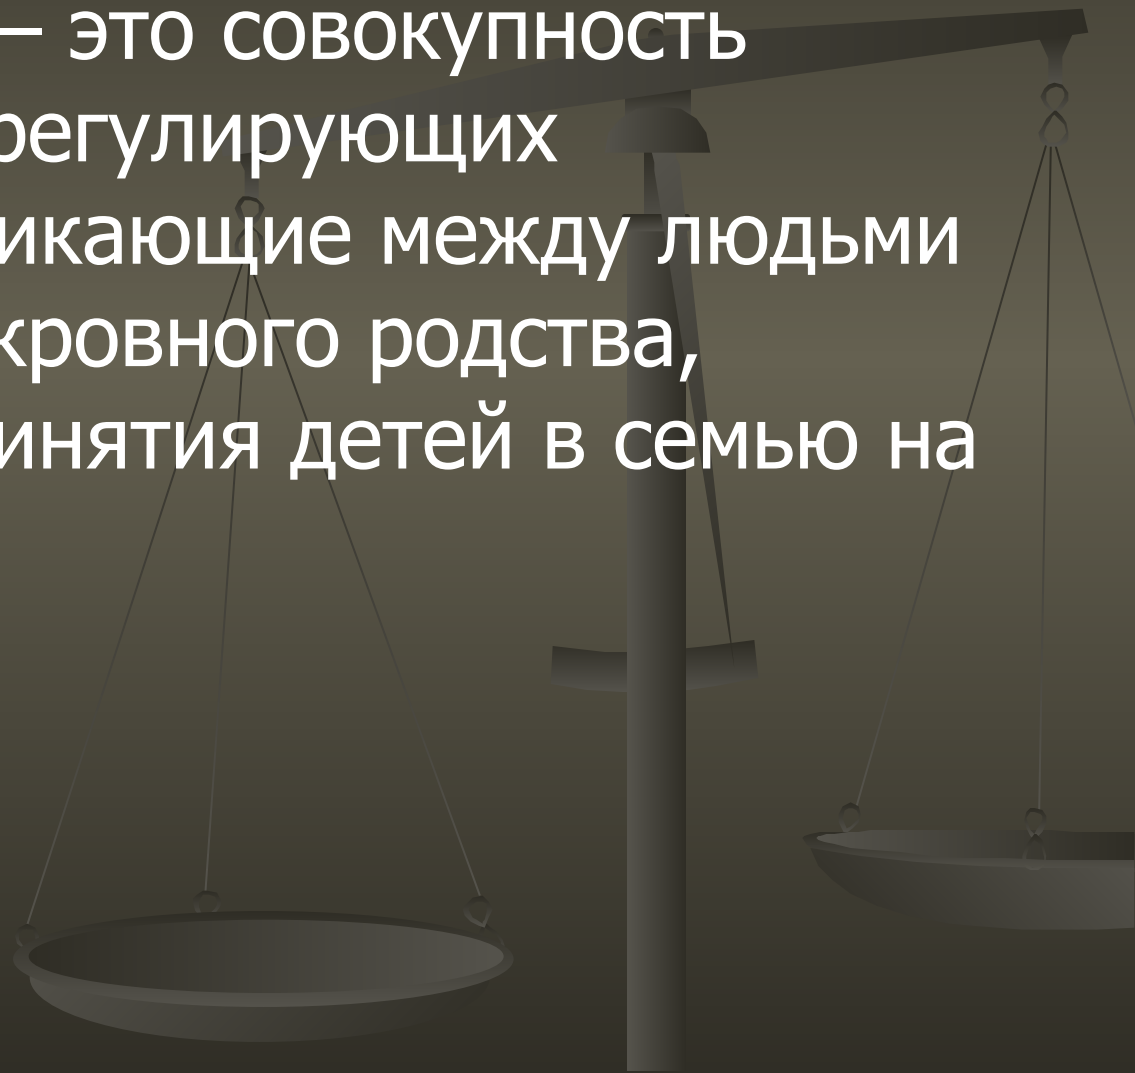 — это совокупность
регулирующих
икающие между людьми
кровного родства,
инятия детей в семью на